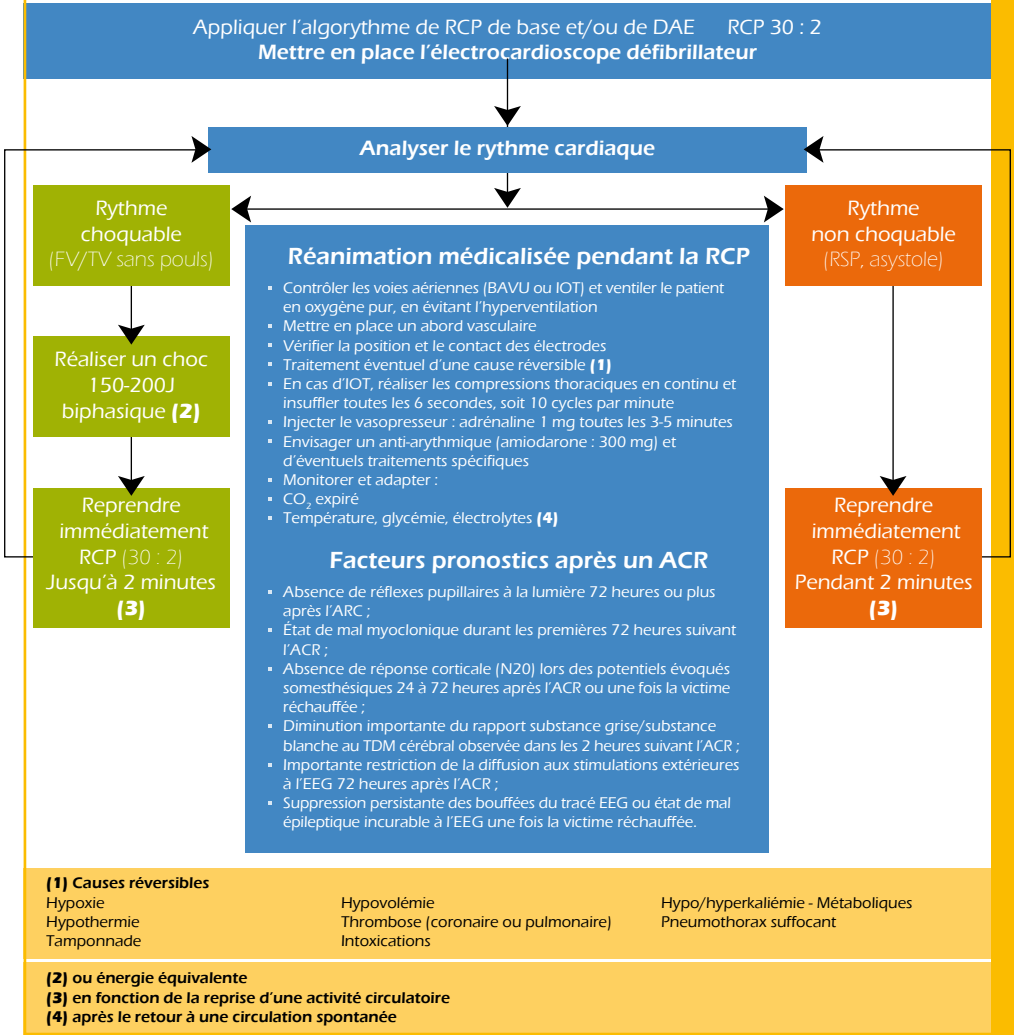 Appliquer l'algorythme de RCP de base et/ou de DAE RCP 30 : 2
Mettre en place l'électrocardioscope défibrillateur
Analyser le rythme cardiaque
Rythme
choquable
(FV/TV sans pouls)
Réaliser un choc
150-200J
biphasique (2)
Reprendre
immédiatement
RCP (30 : 2)
Jusqu'à 2 minutes
(3)
Réanimation médicalisée pendant la RCP
▪ Contrôler les voies aériennes (BAVU ou IOT) et ventiler le patient
en oxygène pur, en évitant l'hyperventilation
▪ Mettre en place un abord vasculaire
▪ Vérifier la position et le contact des électrodes
▪ Traitement éventuel d'une cause réversible (1)
▪ En cas d'IOT, réaliser les compressions thoraciques en continu et
insuffler toutes les 6 secondes, soit 10 cycles par minute
▪ Injecter le vasopresseur : adrénaline 1 mg toutes les 3-5 minutes
▪ Envisager un anti-arythmique (amiodarone : 300 mg) et
d'éventuels traitements spécifiques
▪ Monitorer et adapter :
▪ CO₂ expiré
▪ Température, glycémie, électrolytes (4)
Facteurs pronostics après un ACR
▪ Absence de réflexes pupillaires à la lumière 72 heures ou plus
après l'ARC ;
▪ État de mal myoclonique durant les premières 72 heures suivant
l'ACR ;
▪ Absence de réponse corticale (N20) lors des potentiels évoqués
somesthésiques 24 à 72 heures après l'ACR ou une fois la victime
réchauffée ;
▪ Diminution importante du rapport substance grise/substance
blanche au TDM cérébral observée dans les 2 heures suivant l'ACR ;
▪ Importante restriction de la diffusion aux stimulations extérieures
à l'EEG 72 heures après l'ACR ;
▪ Suppression persistante des bouffées du tracé EEG ou état de mal
épileptique incurable à l'EEG une fois la victime réchauffée.
Rythme
non choquable
(RSP, asystole)
Reprendre
immédiatement
RCP (30 : 2)
Pendant 2 minutes
(3)
(1) Causes réversibles
Hypoxie
Hypothermie
Tamponnade
Hypovolémie
Thrombose (coronaire ou pulmonaire)
Intoxications
Hypo/hyperkaliémie - Métaboliques
Pneumothorax suffocant
(2) ou énergie équivalente
(3) en fonction de la reprise d'une activité circulatoire
(4) après le retour à une circulation spontanée